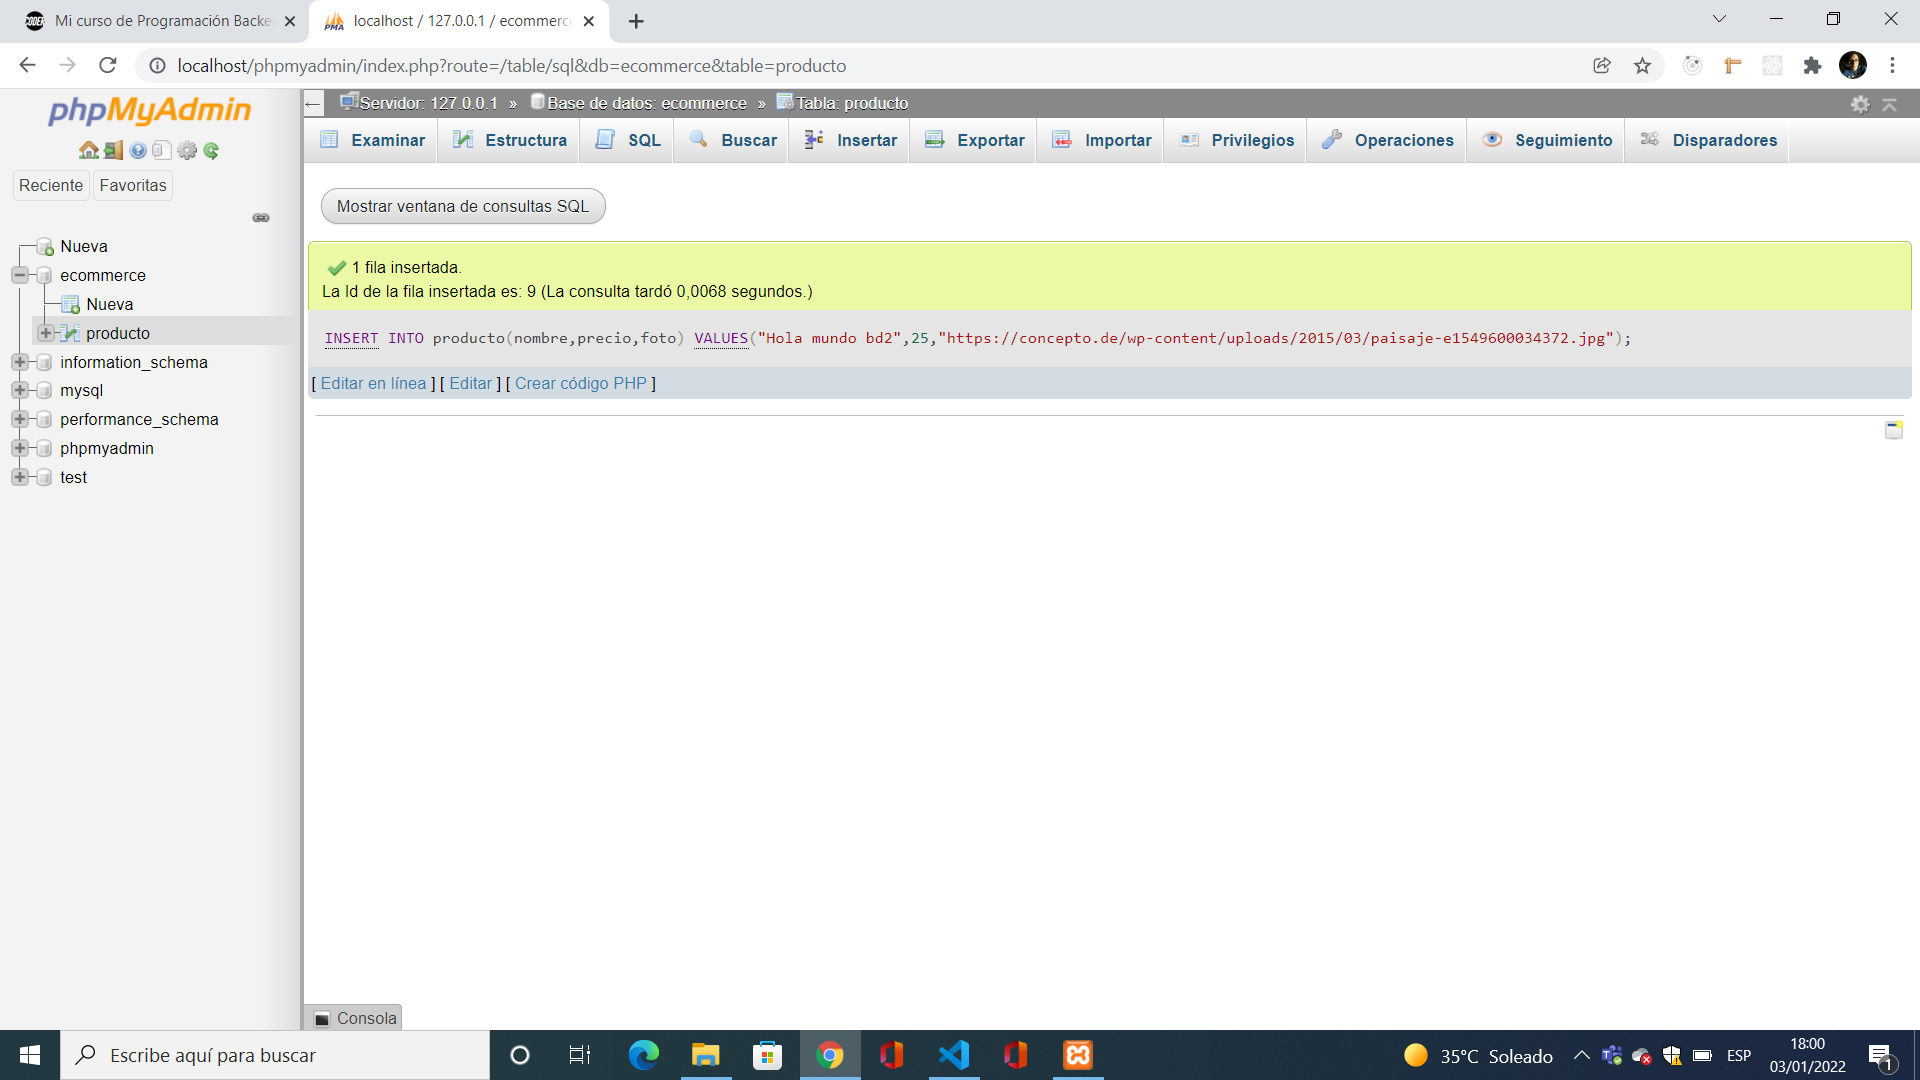 Mi curso de Programación Backe
localhost / 127.0.0.1 / ecommerc
localhost/phpmyadmin/index.php?route=/table/sql&db=ecommerce&table=producto
phpMyAdmin
Reciente
Favoritas
Nueva
ecommerce
Nueva
producto
information_schema
mysql
performance_schema
phpmyadmin
test
Servidor: 127.0.0.1 » Base de datos: ecommerce » Tabla: producto
Examinar
Estructura
SQL
Buscar
Insertar
Exportar
Importar
Privilegios
Operaciones
Seguimiento
Disparadores
Mostrar ventana de consultas SQL
1 fila insertada.
La Id de la fila insertada es: 9 (La consulta tardó 0,0068 segundos.)
INSERT INTO producto(nombre,precio,foto) VALUES("Hola mundo bd2",25,"https://concepto.de/wp-content/uploads/2015/03/paisaje-e1549600034372.jpg");
[ Editar en línea ] [ Editar ] [ Crear código PHP ]
Consola
Escribe aquí para buscar
35°C Soleado
ESP
18:00
03/01/2022
1